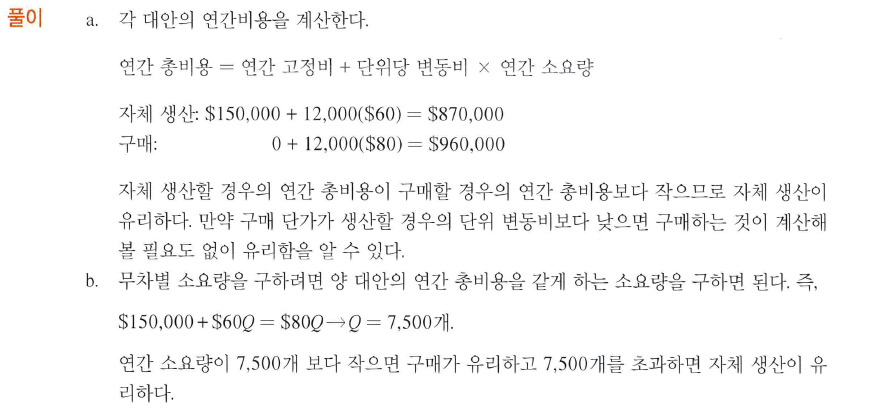 풀이 a. 각 대안의 연간비용을 계산한다.
연간 총비용 = 연간 고정비 + 단위당 변동비 × 연간 소요량
자체 생산: $150,000 + 12,000($60) = $870,000
구매: 0 + 12,000($80) = $960,000
자체 생산할 경우의 연간 총비용이 구매할 경우의 연간 총비용보다 작으므로 자체 생산이
유리하다. 만약 구매 단가가 생산할 경우의 단위 변동비보다 낮으면 구매하는 것이 계산해
볼 필요도 없이 유리함을 알 수 있다.
b. 무차별 소요량을 구하려면 양 대안의 연간 총비용을 같게 하는 소요량을 구하면 된다. 즉,
$150,000+$60Q = $80Q→Q = 7,500개.
연간 소요량이 7,500개 보다 작으면 구매가 유리하고 7,500개를 초과하면 자체 생산이 유
리하다.